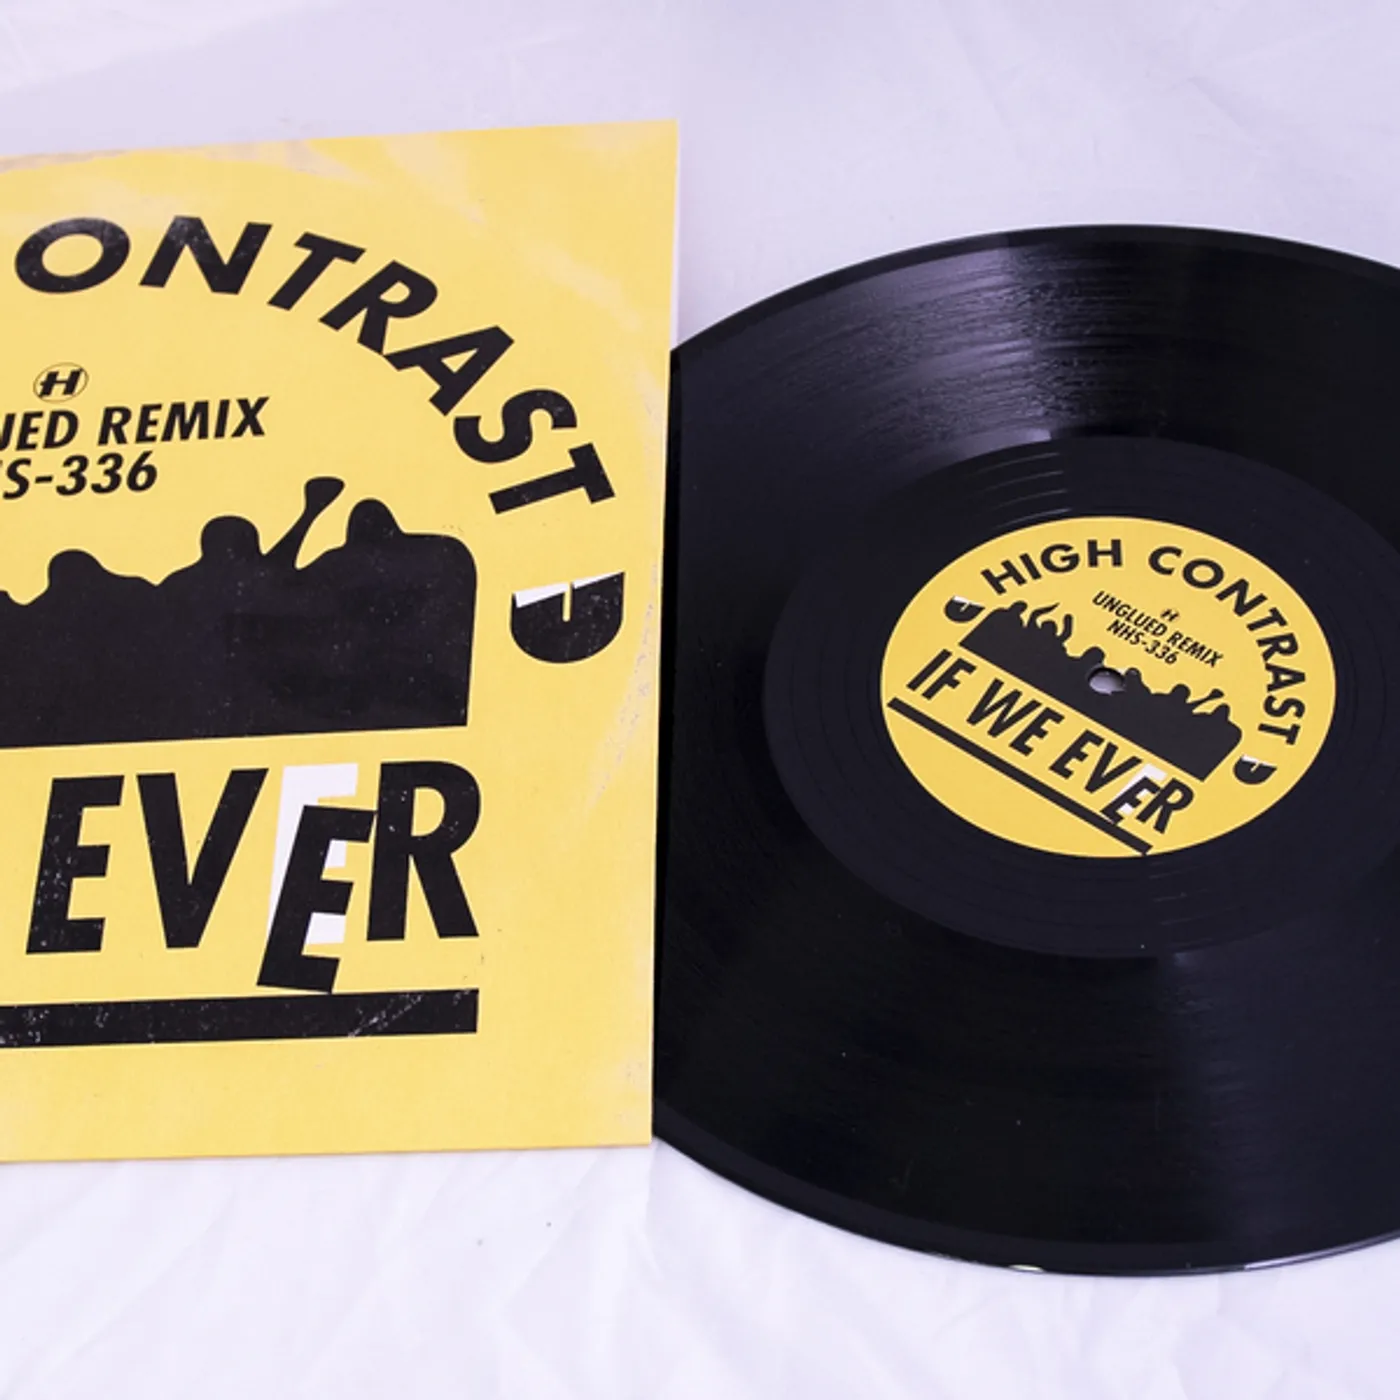 ONTRAST
H
UED REMIX
S-336
EVER
HIGH CONTRAST
H
UNGLUED REMIX
NHS-336
IF WE EVER